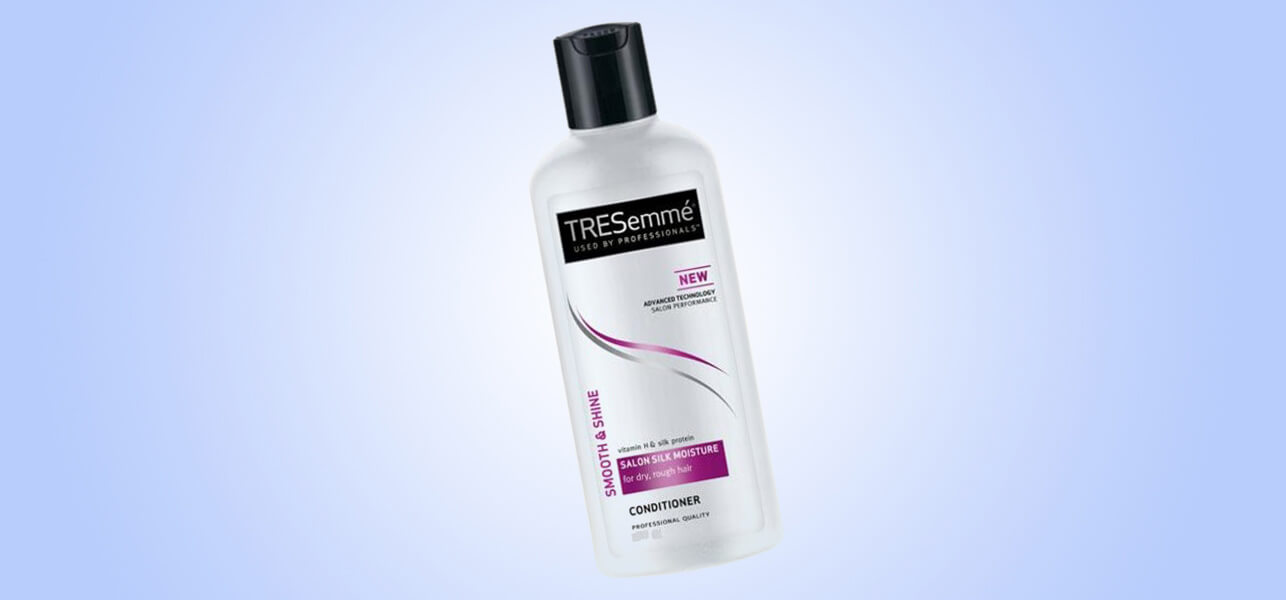 TRESemmé®
USED BY PROFESSIONALS™
NEW
ADVANCED TECHNOLOGY
SALON PERFORMANCE
SMOOTH & SHINE
vitamin H & silk protein
SALON SILK MOISTURE
for dry, rough hair
CONDITIONER
PROFESSIONAL QUALITY